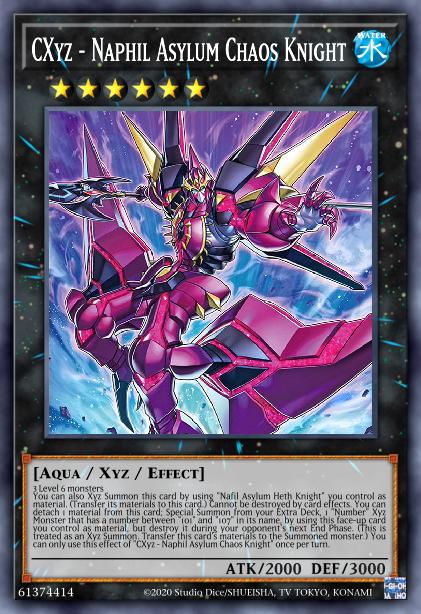 CXyz - Naphil Asylum Chaos Knight
WATER
水
[Aqua / Xyz / Effect]
3 Level 6 monsters
You can also Xyz Summon this card by using "Nafil Asylum Heth Knight" you control as
material. (Transfer its materials to this card.) Cannot be destroyed by card effects. You can
detach 1 material from this card; Special Summon from your Extra Deck, 1 "Number" Xyz
Monster that has a number between "101" and "107" in its name, by using this face-up card
you control as material, but destroy it during your opponent's next End Phase. (This is
treated as an Xyz Summon. Transfer this card's materials to the Summoned monster.) You
can only use this effect of "CXyz - Naphil Asylum Chaos Knight" once per turn.
ATK/2000 DEF/3000
61374414
©2020 Studio Dice/SHUEISHA, TV TOKYO, KONAMI